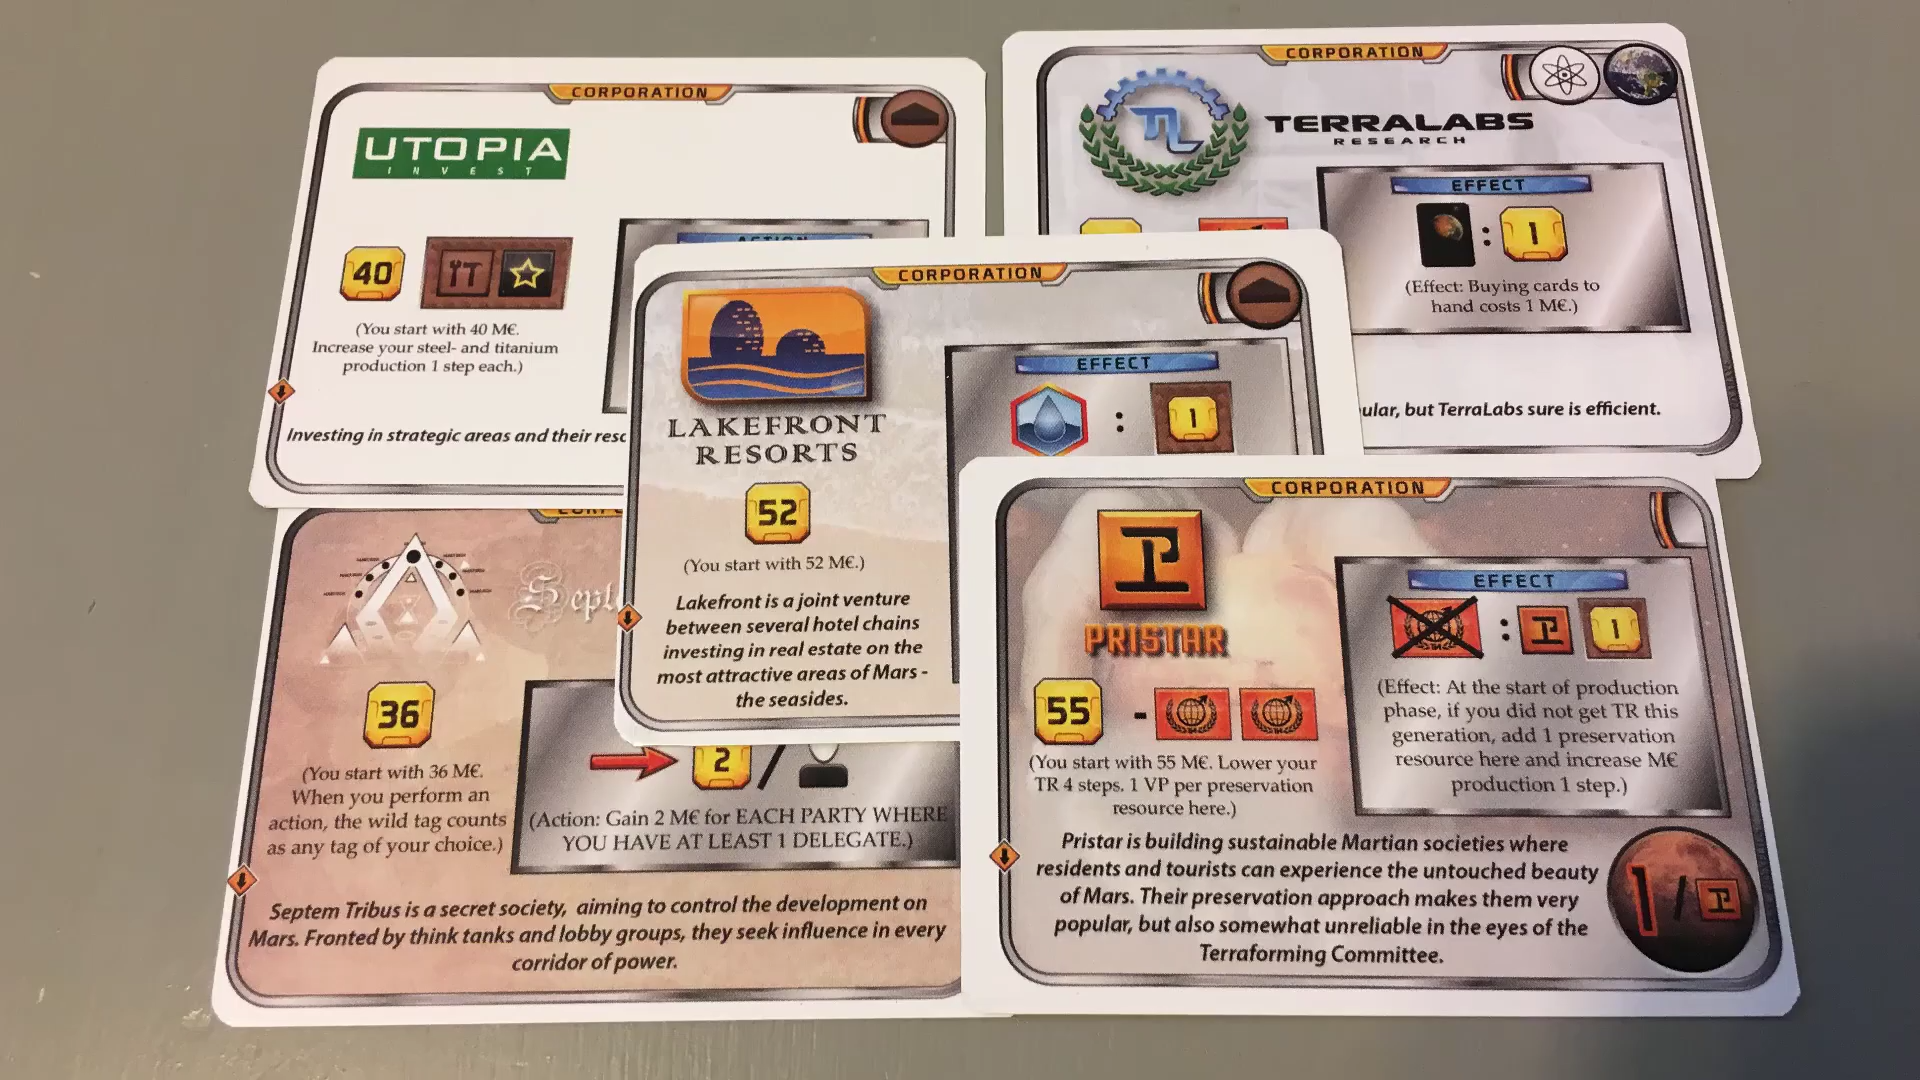 CORPORATION
UTOPIA
INVEST
40
(You start with 40 M€.
Increase your steel- and titanium
production 1 step each.)
ACTION
Investing in strategic areas and their
CORPORATION
TL
TERRALABS
RESEARCH
EFFECT
: 1
(Effect: Buying cards to
hand costs 1 M€.)
but TerraLabs sure is efficient.
CORPORATION
LAKEFRONT
RESORTS
52
(You start with 52 M€.)
Lakefront is a joint venture
between several hotel chains
investing in real estate on the
most attractive areas of Mars -
the seasides.
EFFECT
: 1
36
(You start with 36 M€.
When you perform an
action, the wild tag counts
as any tag of your choice.)
2 /
(Action: Gain 2 M€ for EACH PARTY WHERE
YOU HAVE AT LEAST 1 DELEGATE.)
Septem Tribus is a secret society, aiming to control the development on
Mars. Fronted by think tanks and lobby groups, they seek influence in every
corridor of power.
CORPORATION
PRISTAR
55 -
(You start with 55 M€. Lower your
TR 4 steps. 1 VP per preservation
resource here.)
EFFECT
: 1
(Effect: At the start of production
phase, if you did not get TR this
generation, add 1 preservation
resource here and increase M€
production 1 step.)
Pristar is building sustainable Martian societies where
residents and tourists can experience the untouched beauty
of Mars. Their preservation approach makes them very
popular, but also somewhat unreliable in the eyes of the
Terraforming Committee.
1 /